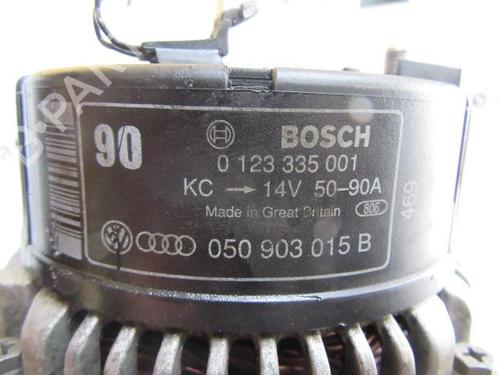 90
BOSCH
0 123 335 001
KC → 14V 50-90A
Made in Great Britain 806
469
050 903 015 B
B-PARTS